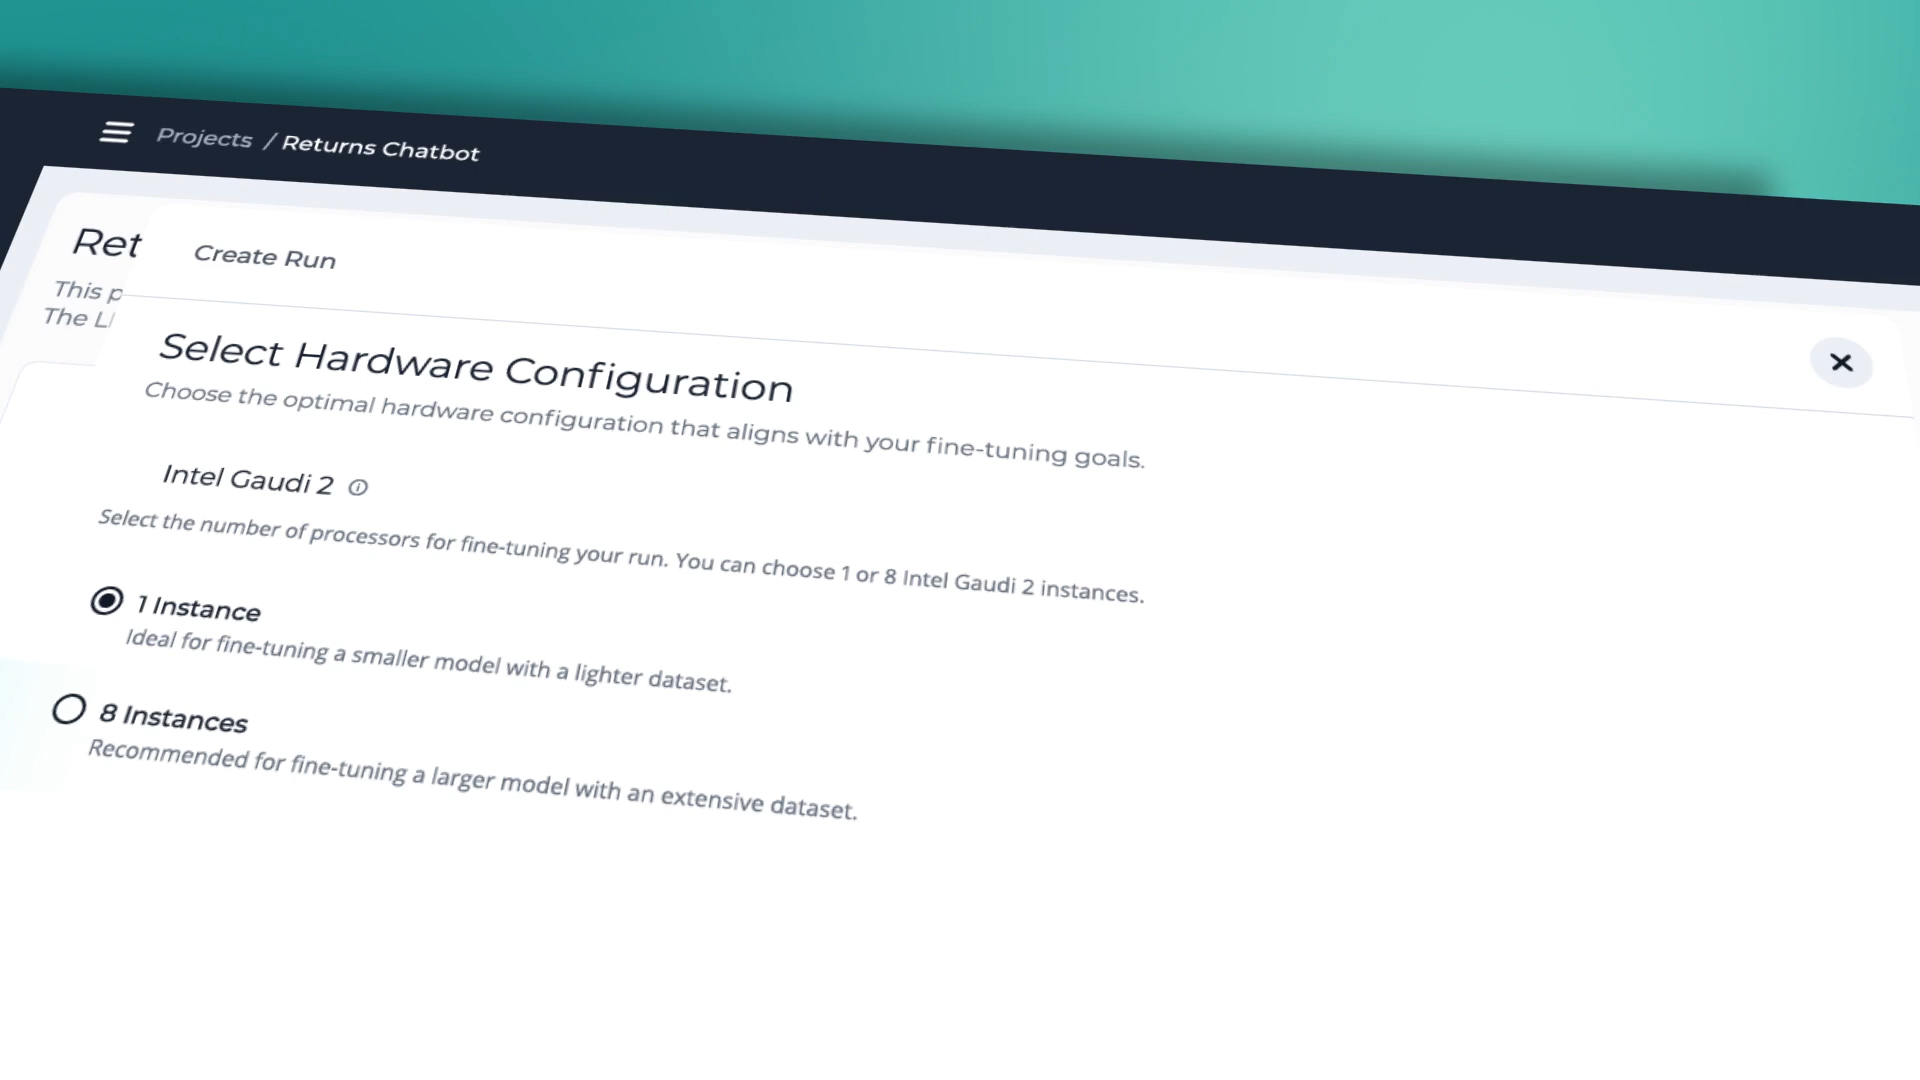 Projects / Returns Chatbot
Ret
This
The
Create Run
Select Hardware Configuration
Choose the optimal hardware configuration that aligns with your fine-tuning goals.
Intel Gaudi 2
Select the number of processors for fine-tuning your run. You can choose 1 or 8 Intel Gaudi 2 instances.
1 Instance
Ideal for fine-tuning a smaller model with a lighter dataset.
8 Instances
Recommended for fine-tuning a larger model with an extensive dataset.